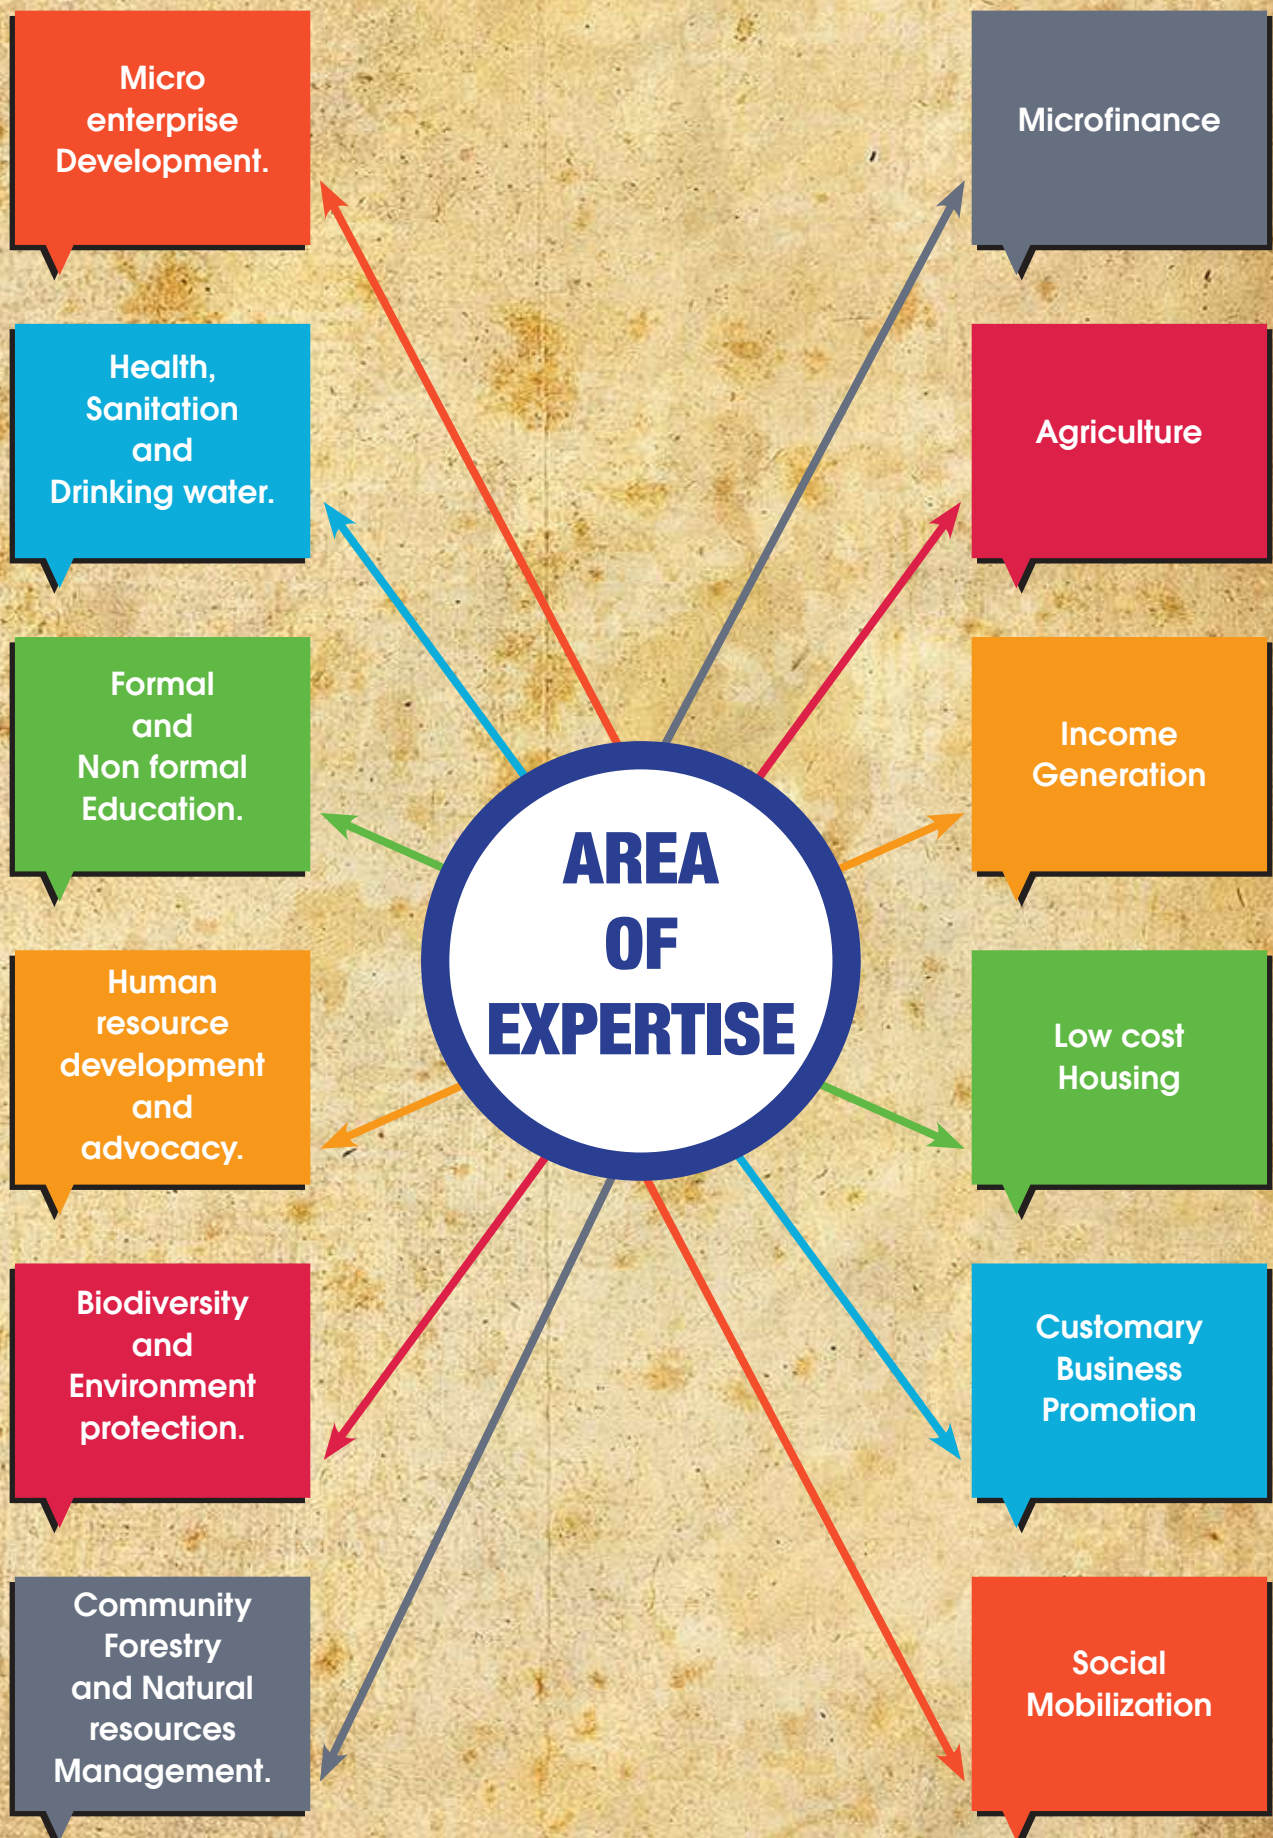 Micro
enterprise
Development.
Health,
Sanitation
and
Drinking water.
Formal
and
Non formal
Education.
Human
resource
development
and
advocacy.
Biodiversity
and
Environment
protection.
Community
Forestry
and Natural
resources
Management.
AREA
OF
EXPERTISE
Microfinance
Agriculture
Income
Generation
Low cost
Housing
Customary
Business
Promotion
Social
Mobilization